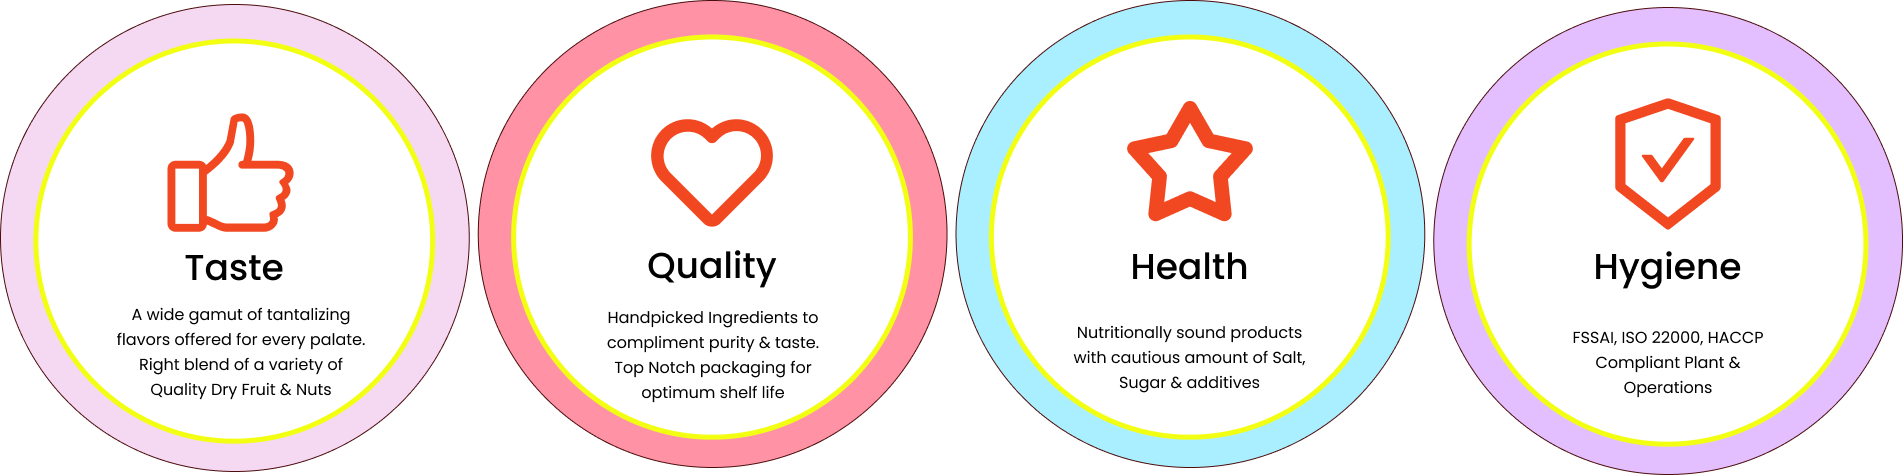 Taste
A wide gamut of tantalizing
flavors offered for every palate.
Right blend of a variety of
Quality Dry Fruit & Nuts
Quality
Handpicked Ingredients to
compliment purity & taste.
Top Notch packaging for
optimum shelf life
Health
Nutritionally sound products
with cautious amount of Salt,
Sugar & additives
Hygiene
FSSAI, ISO 22000, HACCP
Compliant Plant &
Operations